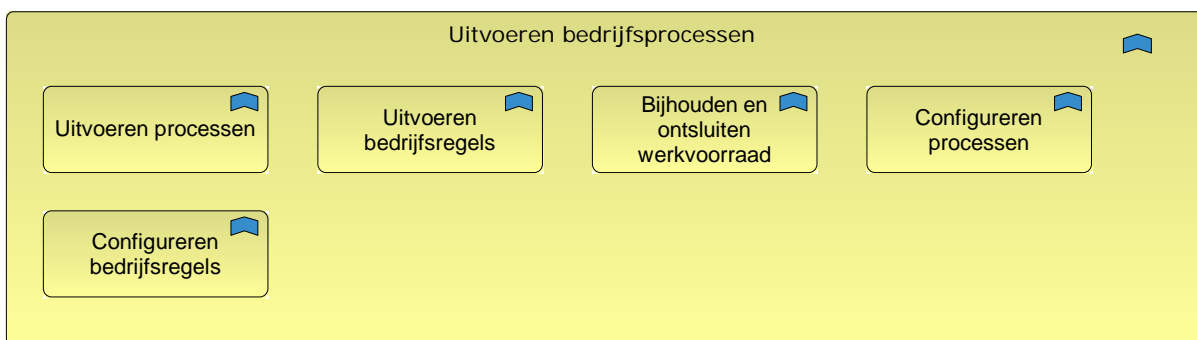 Uitvoeren bedrijfsprocessen
Uitvoeren processen
Uitvoeren
bedrijfsregels
Bijhouden en
ontsluiten
werkvoorraad
Configureren
processen
Configureren
bedrijfsregels